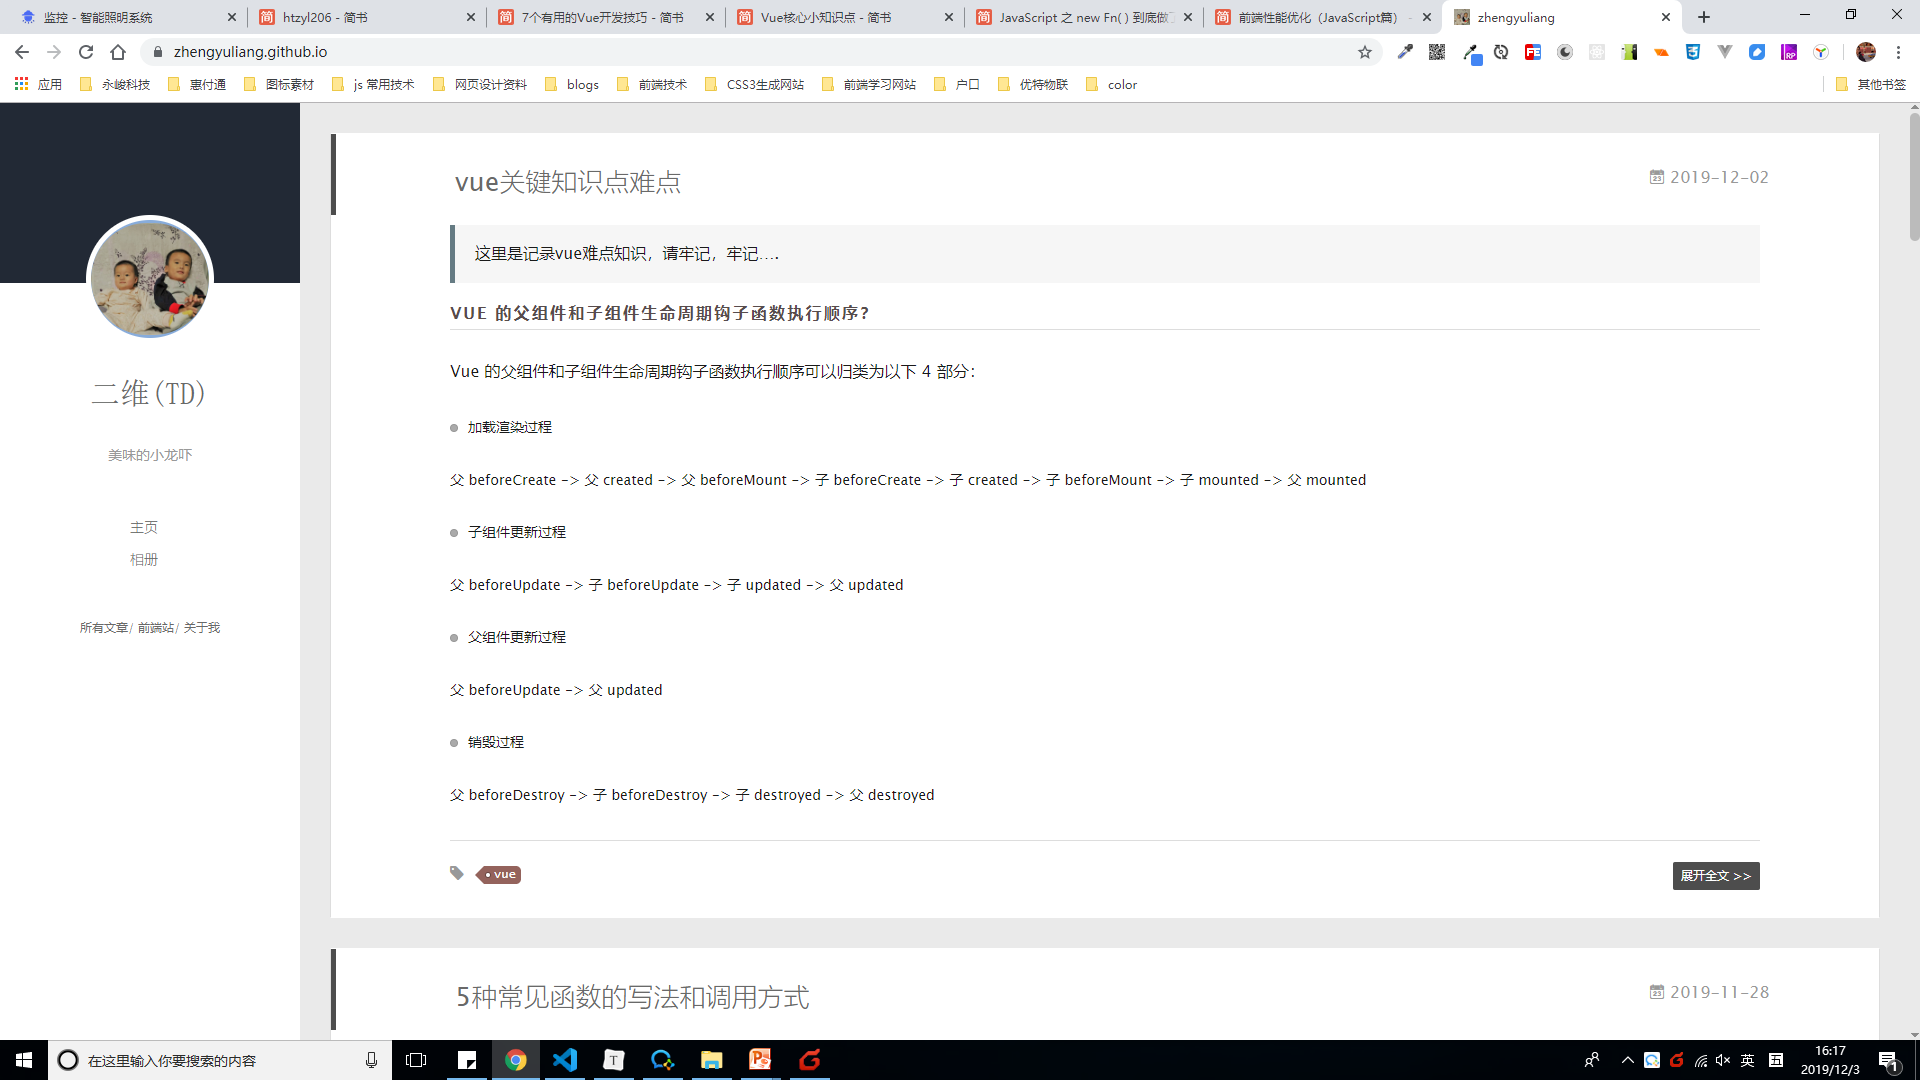 监控 - 智能照明系统
htzyl206 - 简书
7个有用的Vue开发技巧 - 简书
Vue核心小知识点 - 简书
JavaScript 之 new Fn( ) 到底做了
前端性能优化（JavaScript篇） -
zhengyuliang
zhengyuliang.github.io
应用
永峻科技
惠付通
图标素材
js 常用技术
网页设计资料
blogs
前端技术
CSS3生成网站
前端学习网站
户口
优特物联
color
其他书签
二维(TD)
美味的小龙吓
主页
相册
所有文章/ 前端站/ 关于我
vue关键知识点难点
2019-12-02
这里是记录vue难点知识，请牢记，牢记….
VUE 的父组件和子组件生命周期钩子函数执行顺序？
Vue 的父组件和子组件生命周期钩子函数执行顺序可以归类为以下 4 部分：
加载渲染过程
父 beforeCreate -> 父 created -> 父 beforeMount -> 子 beforeCreate -> 子 created -> 子 beforeMount -> 子 mounted -> 父 mounted
子组件更新过程
父 beforeUpdate -> 子 beforeUpdate -> 子 updated -> 父 updated
父组件更新过程
父 beforeUpdate -> 父 updated
销毁过程
父 beforeDestroy -> 子 beforeDestroy -> 子 destroyed -> 父 destroyed
vue
展开全文 >>
5种常见函数的写法和调用方式
2019-11-28
在这里输入你要搜索的内容
英
16:17
2019/12/3
1